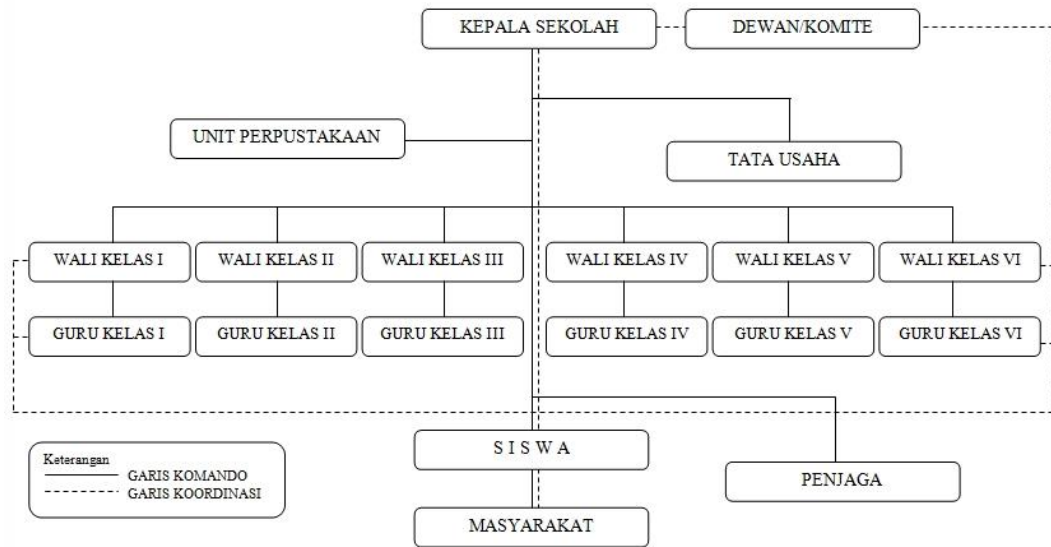 KEPALA SEKOLAH
DEWAN/KOMITE
UNIT PERPUSTAKAAN
TATA USAHA
WALI KELAS I
WALI KELAS II
WALI KELAS III
WALI KELAS IV
WALI KELAS V
WALI KELAS VI
GURU KELAS I
GURU KELAS II
GURU KELAS III
GURU KELAS IV
GURU KELAS V
GURU KELAS VI
S I S W A
PENJAGA
MASYARAKAT
Keterangan
GARIS KOMANDO
GARIS KOORDINASI